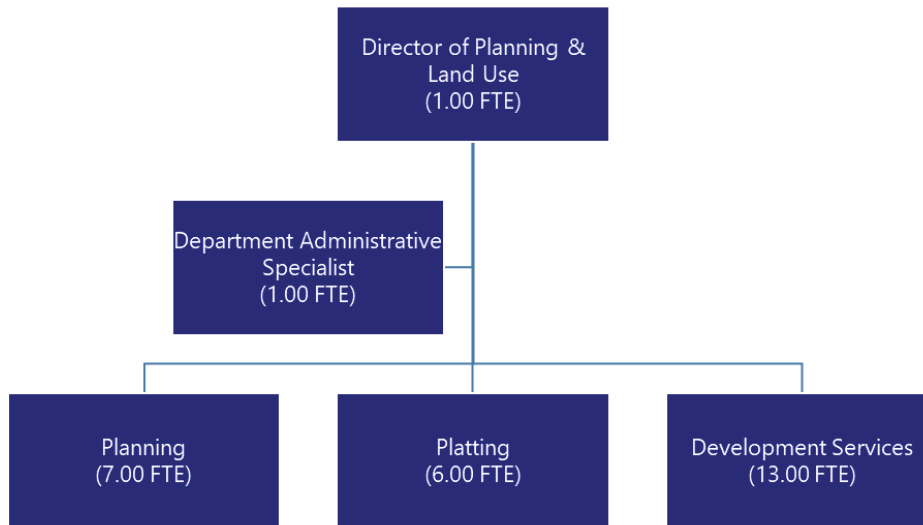 Director of Planning &
Land Use
(1.00 FTE)
Department Administrative
Specialist
(1.00 FTE)
Planning
(7.00 FTE)
Platting
(6.00 FTE)
Development Services
(13.00 FTE)